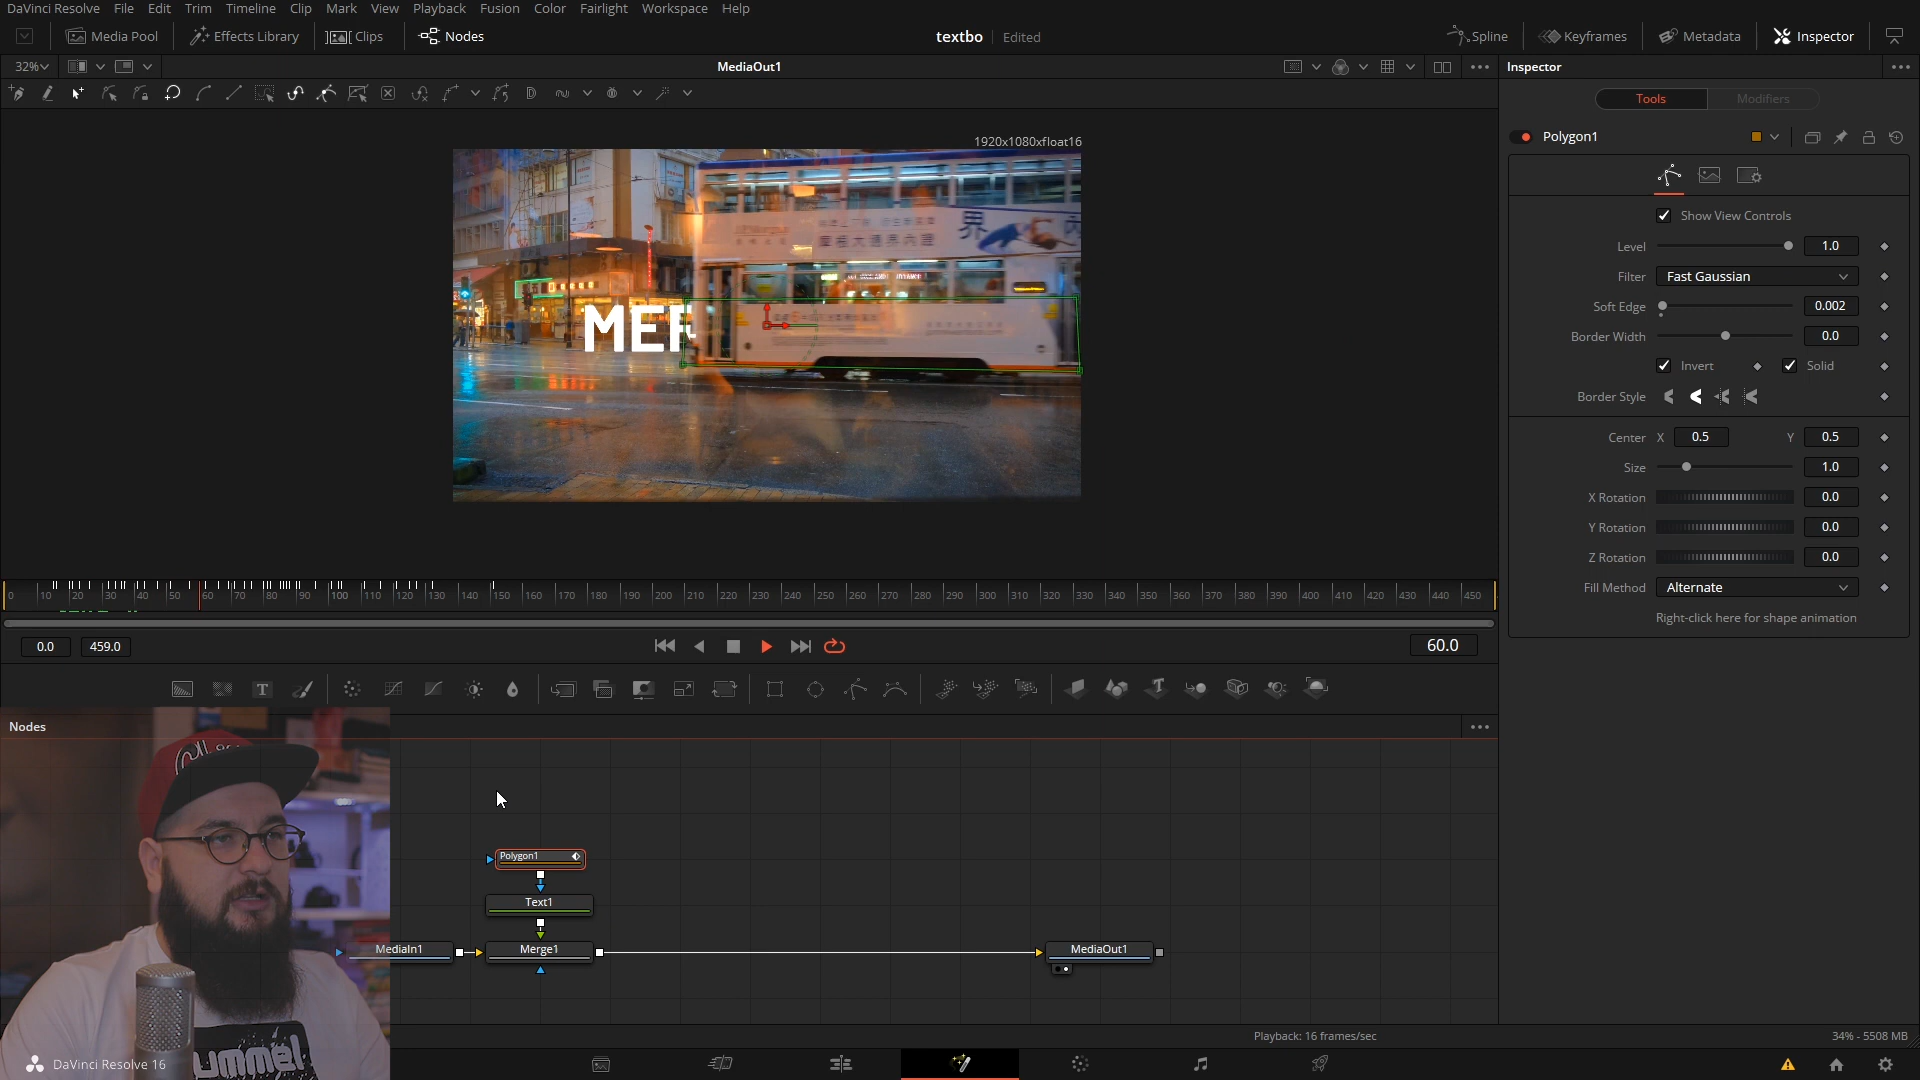 DaVinci Resolve File Edit Trim Timeline Clip Mark View Playback Fusion Color Fairlight Workspace Help
Media Pool Effects Library Clips Nodes textbo Edited Spline Keyframes Metadata Inspector
32% MediaOut1 Inspector
Tools Modifiers
1920x1080xfloat16
Polygon1
Show View Controls
Level 1.0
Filter Fast Gaussian
Soft Edge 0.002
Border Width 0.0
Invert Solid
Border Style
Center X 0.5 Y 0.5
Size 1.0
X Rotation 0.0
Y Rotation 0.0
Z Rotation 0.0
Fill Method Alternate
Right-click here for shape animation
MER
0 10 20 30 40 50 60 70 80 90 100 110 120 130 140 150 160 170 180 190 200 210 220 230 240 250 260 270 280 290 300 310 320 330 340 350 360 370 380 390 400 410 420 430 440 450
0.0 459.0 60.0
Nodes
Polygon1
Text1
MediaIn1 Merge1 MediaOut1
hummel
Playback: 16 frames/sec 34% - 5508 MB
DaVinci Resolve 16